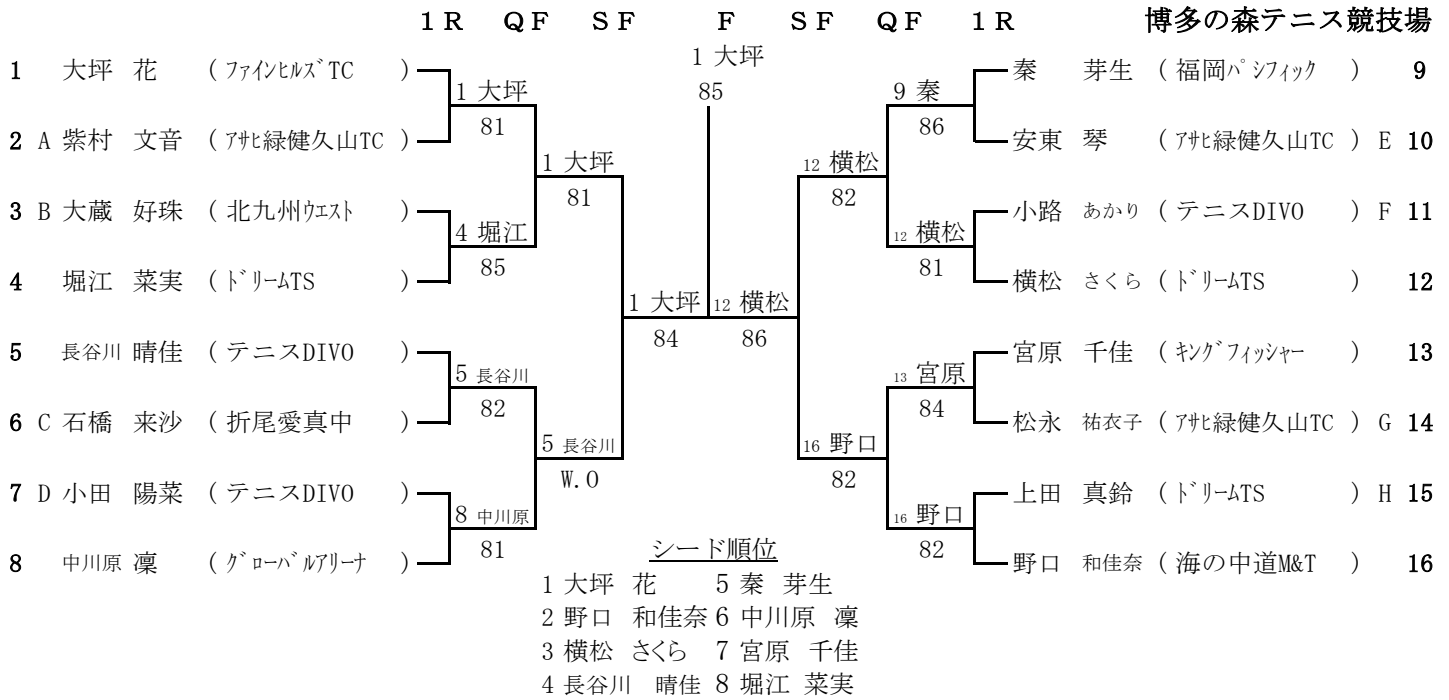 1R QF SF F SF QF 1R 博多の森テニス競技場
1 大坪
1 大坪 花 (ファインヒルズTC) 秦 芽生 (福岡パシフィック) 9
1 大坪 85 9 秦
81 86
2 A 紫村 文音 (アサヒ緑健久山TC) 安東 琴 (アサヒ緑健久山TC) E 10
1 大坪 12 横松
81 82
3 B 大蔵 好珠 (北九州ウエスト) 小路 あかり (テニスDIVO) F 11
4 堀江 12 横松
85 81
4 堀江 菜実 (ドリームTS) 横松 さくら (ドリームTS) 12
1 大坪 12 横松
84 86
5 長谷川 晴佳 (テニスDIVO) 宮原 千佳 (キングフィッシャー) 13
5 長谷川 13 宮原
82 84
6 C 石橋 来沙 (折尾愛真中) 松永 祐衣子 (アサヒ緑健久山TC) G 14
5 長谷川 16 野口
W.O 82
7 D 小田 陽菜 (テニスDIVO) 上田 真鈴 (ドリームTS) H 15
8 中川原 16 野口
81 82
8 中川原 凜 (グローバルアリーナ) 野口 和佳奈 (海の中道M&T) 16
シード順位
1 大坪 花 5 秦 芽生
2 野口 和佳奈 6 中川原 凜
3 横松 さくら 7 宮原 千佳
4 長谷川 晴佳 8 堀江 菜実